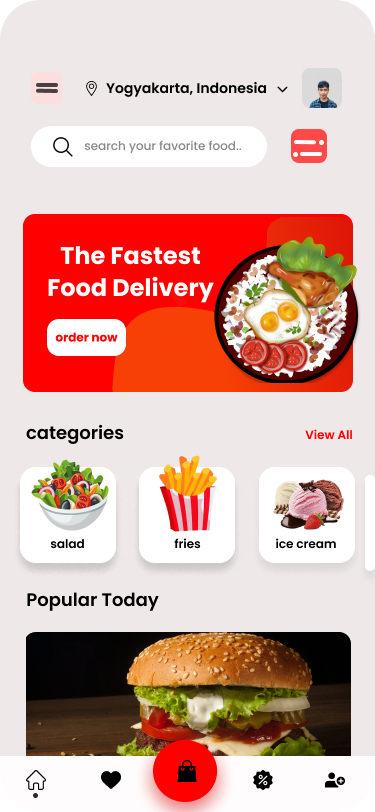 Yogyakarta, Indonesia
search your favorite food..
The Fastest
Food Delivery
order now
categories
View All
salad
fries
ice cream
Popular Today